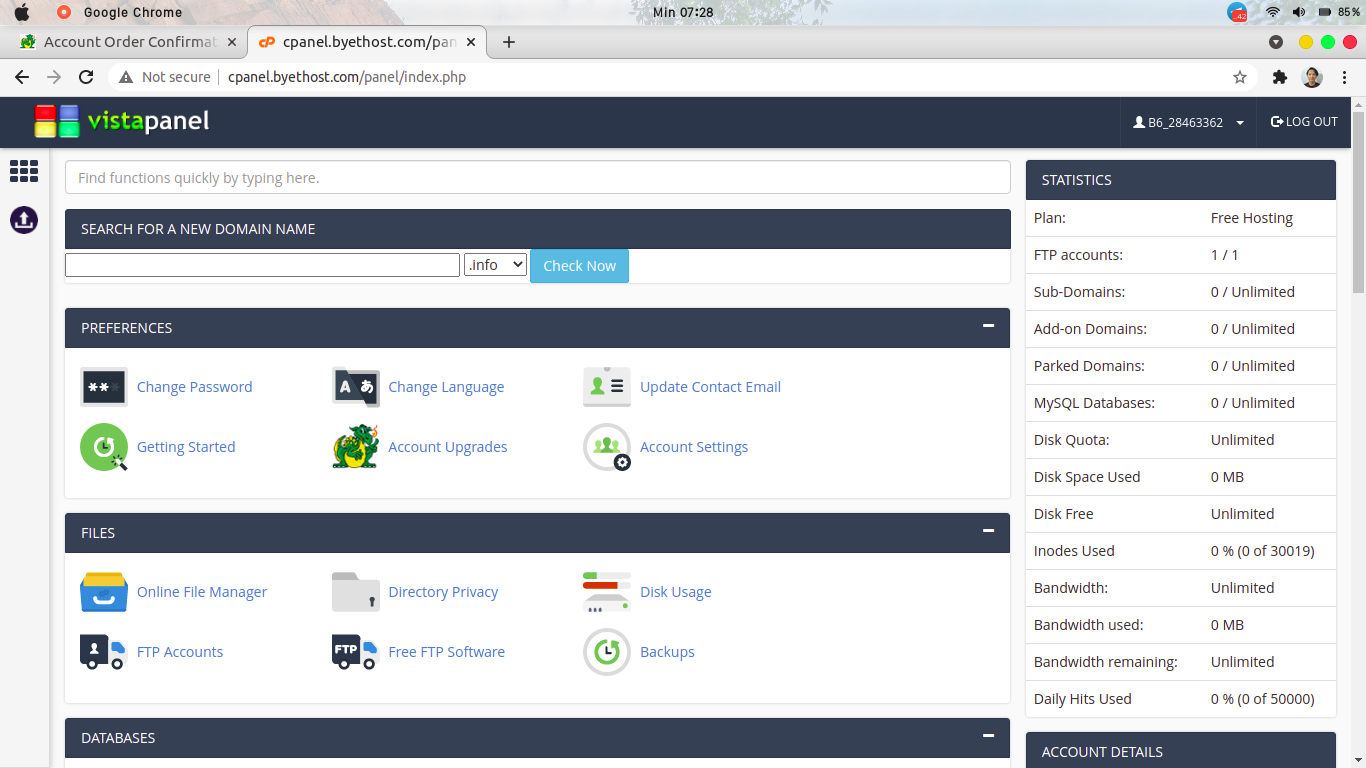 Google Chrome
Min 07:28
42
85%
Account Order Confirmat
cpanel.byethost.com/pan
Not secure
cpanel.byethost.com/panel/index.php
vistapanel
B6_28463362
LOG OUT
Find functions quickly by typing here.
SEARCH FOR A NEW DOMAIN NAME
.info
Check Now
PREFERENCES
Change Password
Change Language
Update Contact Email
Getting Started
Account Upgrades
Account Settings
FILES
Online File Manager
Directory Privacy
Disk Usage
FTP Accounts
FTP
Free FTP Software
Backups
DATABASES
STATISTICS
Plan: Free Hosting
FTP accounts: 1 / 1
Sub-Domains: 0 / Unlimited
Add-on Domains: 0 / Unlimited
Parked Domains: 0 / Unlimited
MySQL Databases: 0 / Unlimited
Disk Quota: Unlimited
Disk Space Used 0 MB
Disk Free Unlimited
Inodes Used 0 % (0 of 30019)
Bandwidth: Unlimited
Bandwidth used: 0 MB
Bandwidth remaining: Unlimited
Daily Hits Used 0 % (0 of 50000)
ACCOUNT DETAILS